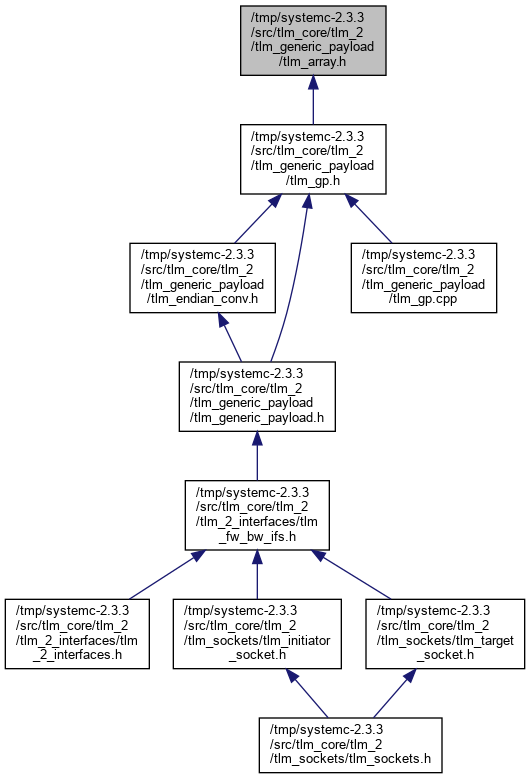 /tmp/systemc-2.3.3
/src/tlm_core/tlm_2
/tlm_generic_payload
/tlm_array.h
/tmp/systemc-2.3.3
/src/tlm_core/tlm_2
/tlm_generic_payload
/tlm_gp.h
/tmp/systemc-2.3.3
/src/tlm_core/tlm_2
/tlm_generic_payload
/tlm_endian_conv.h
/tmp/systemc-2.3.3
/src/tlm_core/tlm_2
/tlm_generic_payload
/tlm_gp.cpp
/tmp/systemc-2.3.3
/src/tlm_core/tlm_2
/tlm_generic_payload
/tlm_generic_payload.h
/tmp/systemc-2.3.3
/src/tlm_core/tlm_2
/tlm_2_interfaces/tlm
_fw_bw_ifs.h
/tmp/systemc-2.3.3
/src/tlm_core/tlm_2
/tlm_2_interfaces/tlm
_2_interfaces.h
/tmp/systemc-2.3.3
/src/tlm_core/tlm_2
/tlm_sockets/tlm_initiator
_socket.h
/tmp/systemc-2.3.3
/src/tlm_core/tlm_2
/tlm_sockets/tlm_target
_socket.h
/tmp/systemc-2.3.3
/src/tlm_core/tlm_2
/tlm_sockets/tlm_sockets.h